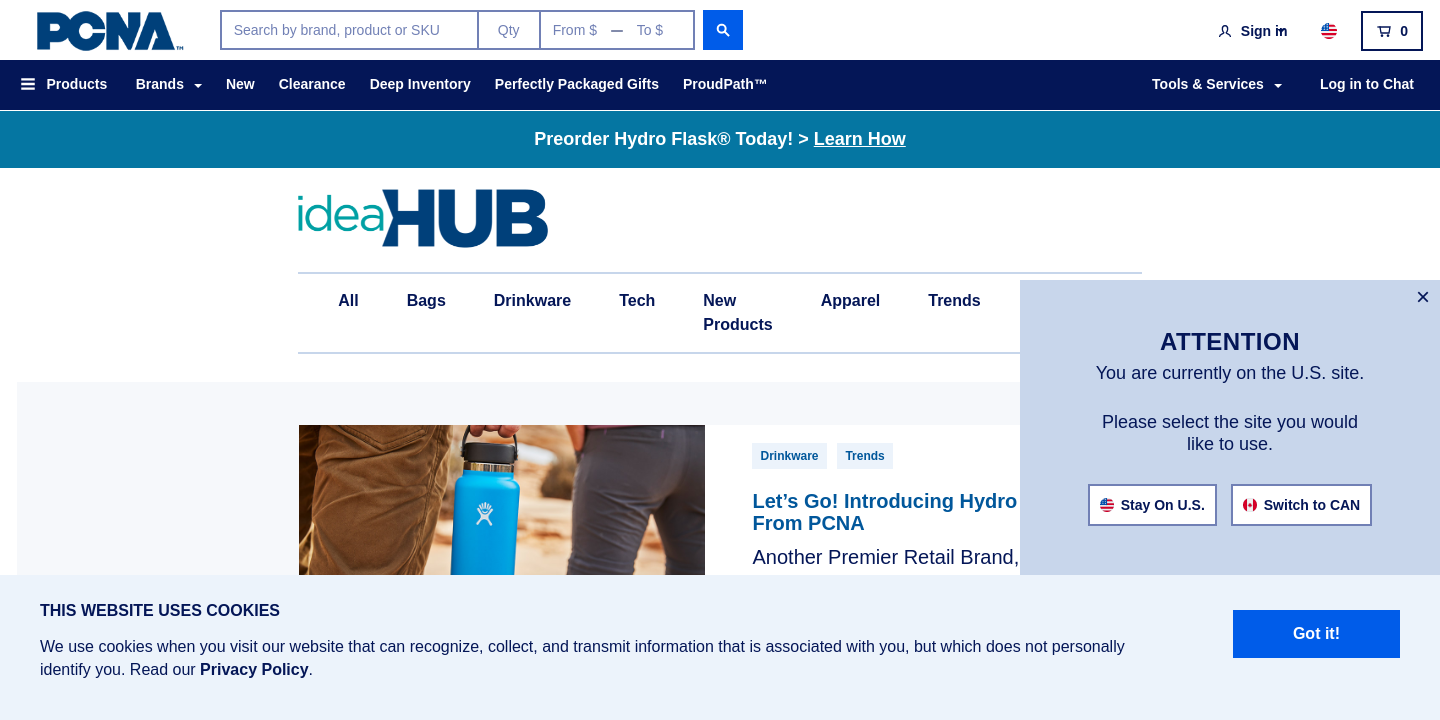 PCNA™
Search by brand, product or SKU
Qty
From $ — To $
Sign in
0
Products
Brands
New
Clearance
Deep Inventory
Perfectly Packaged Gifts
ProudPath™
Tools & Services
Log in to Chat
Preorder Hydro Flask® Today! > Learn How
ideaHUB
All
Bags
Drinkware
Tech
New
Products
Apparel
Trends
×
ATTENTION
You are currently on the U.S. site.
Please select the site you would
like to use.
Stay On U.S.
Switch to CAN
Drinkware
Trends
Let’s Go! Introducing Hydro
From PCNA
Another Premier Retail Brand,
THIS WEBSITE USES COOKIES
We use cookies when you visit our website that can recognize, collect, and transmit information that is associated with you, but which does not personally
identify you. Read our Privacy Policy.
Got it!